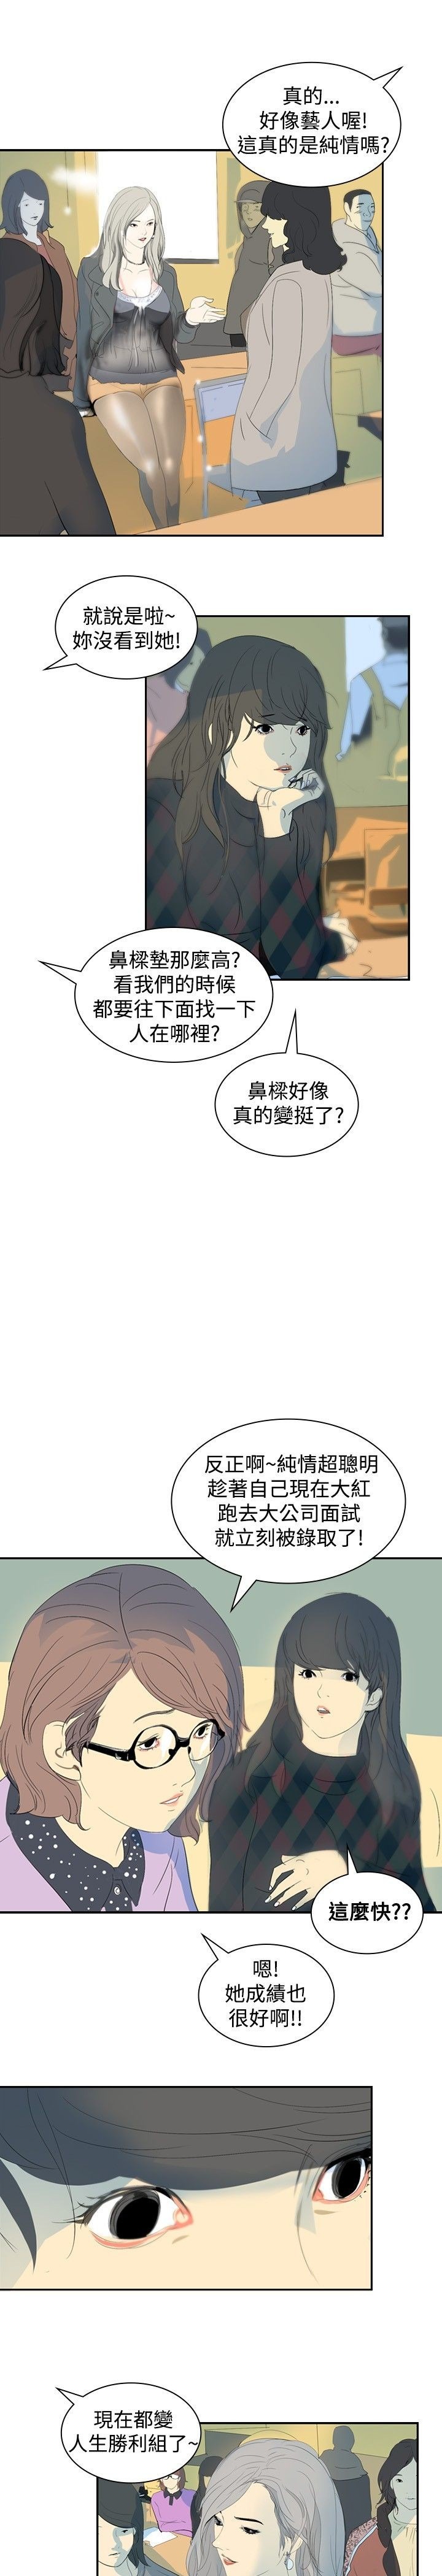 真的...
好像藝人喔!
這真的是純情嗎?
就說是啦~
妳沒看到她!
鼻樑墊那麼高?
看我們的時候
都要往下面找一下
人在哪裡?
鼻樑好像
真的變挺了?
反正啊~純情超聰明
趁著自己現在大紅
跑去大公司面試
就立刻被錄取了!
這麼快??
嗯!
她成績也
很好啊!!
現在都變
人生勝利組了~